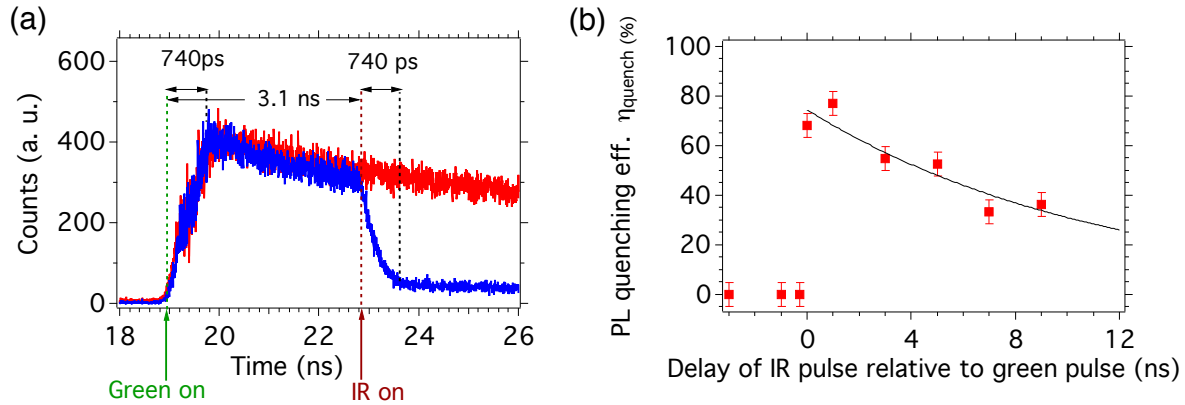 (a)
740ps
740 ps
3.1 ns
Counts (a. u.)
600
400
200
0
18
20
22
24
26
Time (ns)
Green on
IR on
(b)
PL quenching eff. ηquench (%)
100
80
60
40
20
0
0
4
8
12
Delay of IR pulse relative to green pulse (ns)